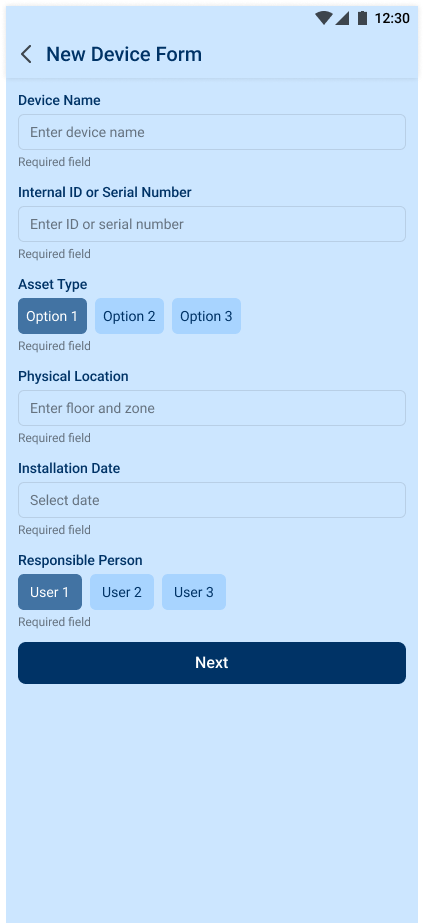 12:30
New Device Form
Device Name
Enter device name
Required field
Internal ID or Serial Number
Enter ID or serial number
Required field
Asset Type
Option 1 Option 2 Option 3
Required field
Physical Location
Enter floor and zone
Required field
Installation Date
Select date
Required field
Responsible Person
User 1 User 2 User 3
Required field
Next